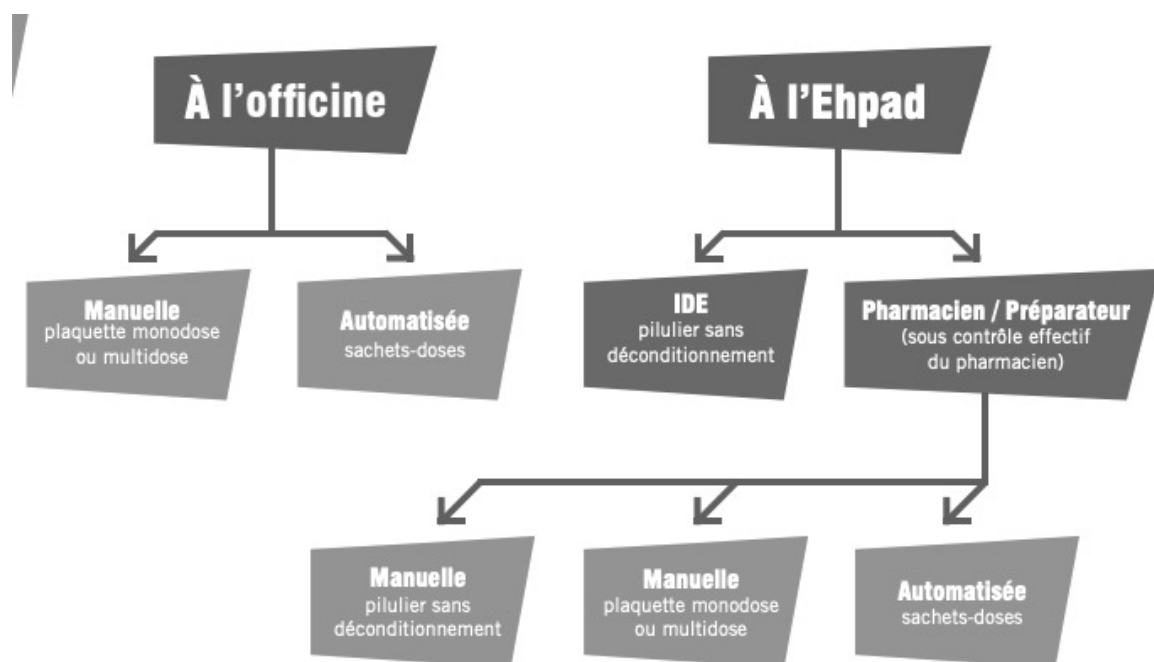 À l'officine
À l'Ehpad
Manuelle
plaquette monodose
ou multidose
Automatisée
sachets-doses
IDE
pilulier sans
déconditionnement
Pharmacien / Préparateur
(sous contrôle effectif
du pharmacien)
Manuelle
pilulier sans
déconditionnement
Manuelle
plaquette monodose
ou multidose
Automatisée
sachets-doses